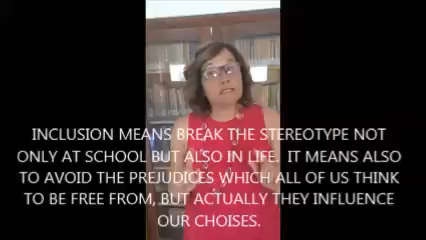 INCLUSION MEANS BREAK THE STEREOTYPE NOT
ONLY AT SCHOOL BUT ALSO IN LIFE. IT MEANS ALSO
TO AVOID THE PREJUDICES WHICH ALL OF US THINK
TO BE FREE FROM, BUT ACTUALLY THEY INFLUENCE
OUR CHOISES.